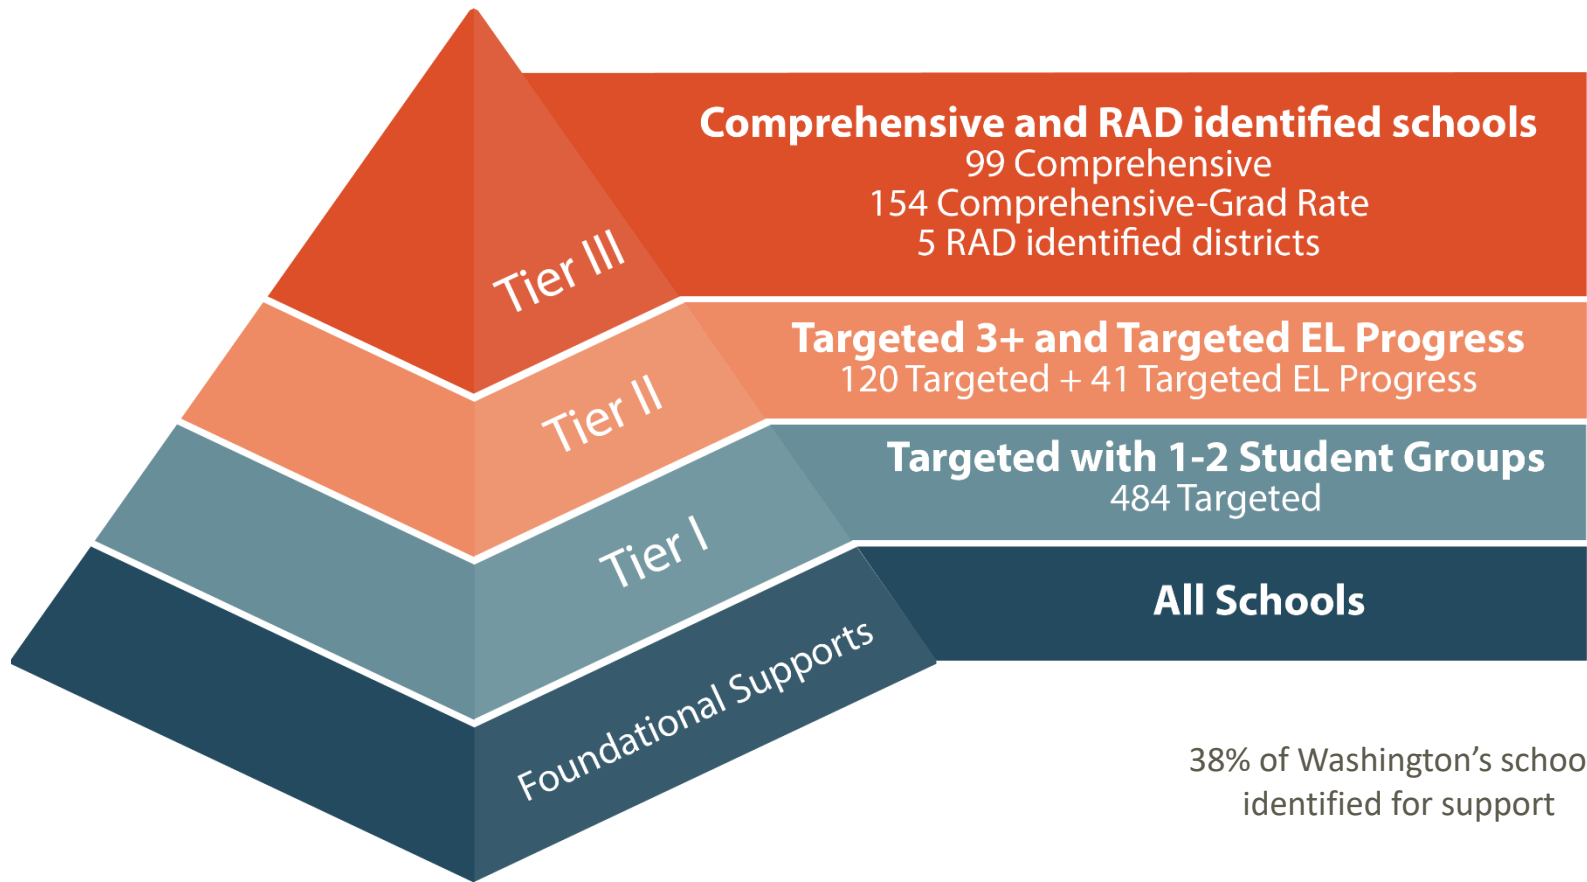 Comprehensive and RAD identified schools
99 Comprehensive
154 Comprehensive-Grad Rate
5 RAD identified districts
Tier III
Targeted 3+ and Targeted EL Progress
120 Targeted + 41 Targeted EL Progress
Tier II
Targeted with 1-2 Student Groups
484 Targeted
Tier I
All Schools
Foundational Supports
38% of Washington’s schoo
identified for support